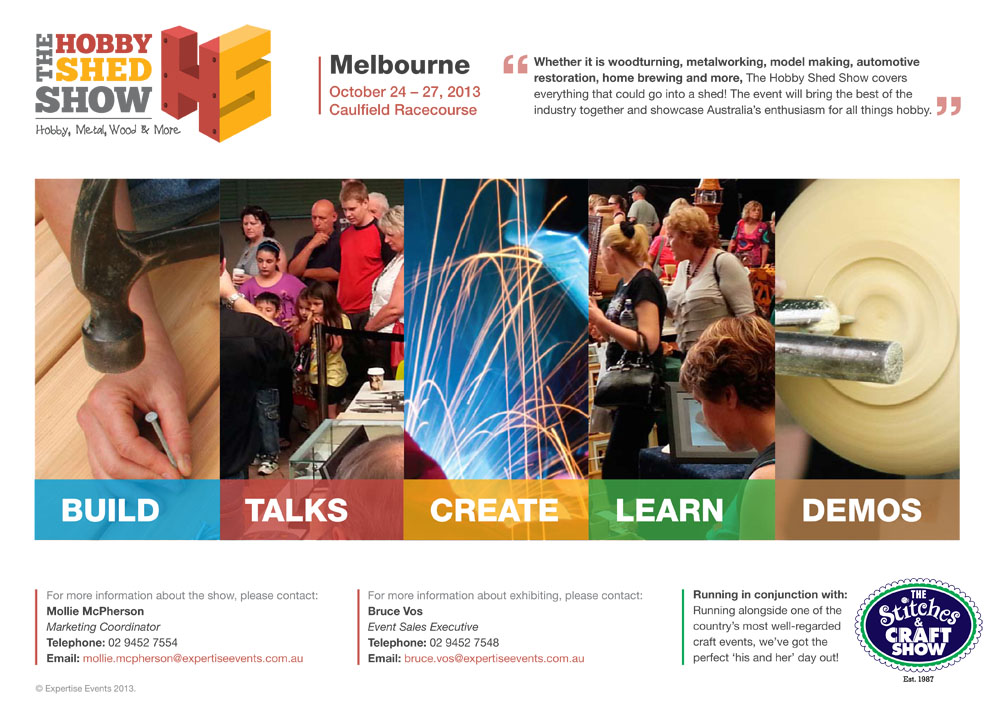 THE
HOBBY
SHED
SHOW
Hobby, Metal, Wood & More
HS
Melbourne
October 24 – 27, 2013
Caulfield Racecourse
“ Whether it is woodturning, metalworking, model making, automotive
restoration, home brewing and more, The Hobby Shed Show covers
everything that could go into a shed! The event will bring the best of the
industry together and showcase Australia’s enthusiasm for all things hobby. ”
BUILD
TALKS
CREATE
LEARN
DEMOS
For more information about the show, please contact:
Mollie McPherson
Marketing Coordinator
Telephone: 02 9452 7554
Email: mollie.mcpherson@expertiseevents.com.au
For more information about exhibiting, please contact:
Bruce Vos
Event Sales Executive
Telephone: 02 9452 7548
Email: bruce.vos@expertiseevents.com.au
Running in conjunction with:
Running alongside one of the
country’s most well-regarded
craft events, we’ve got the
perfect ‘his and her’ day out!
THE
Stitches
&
CRAFT
SHOW
Est. 1987
© Expertise Events 2013.